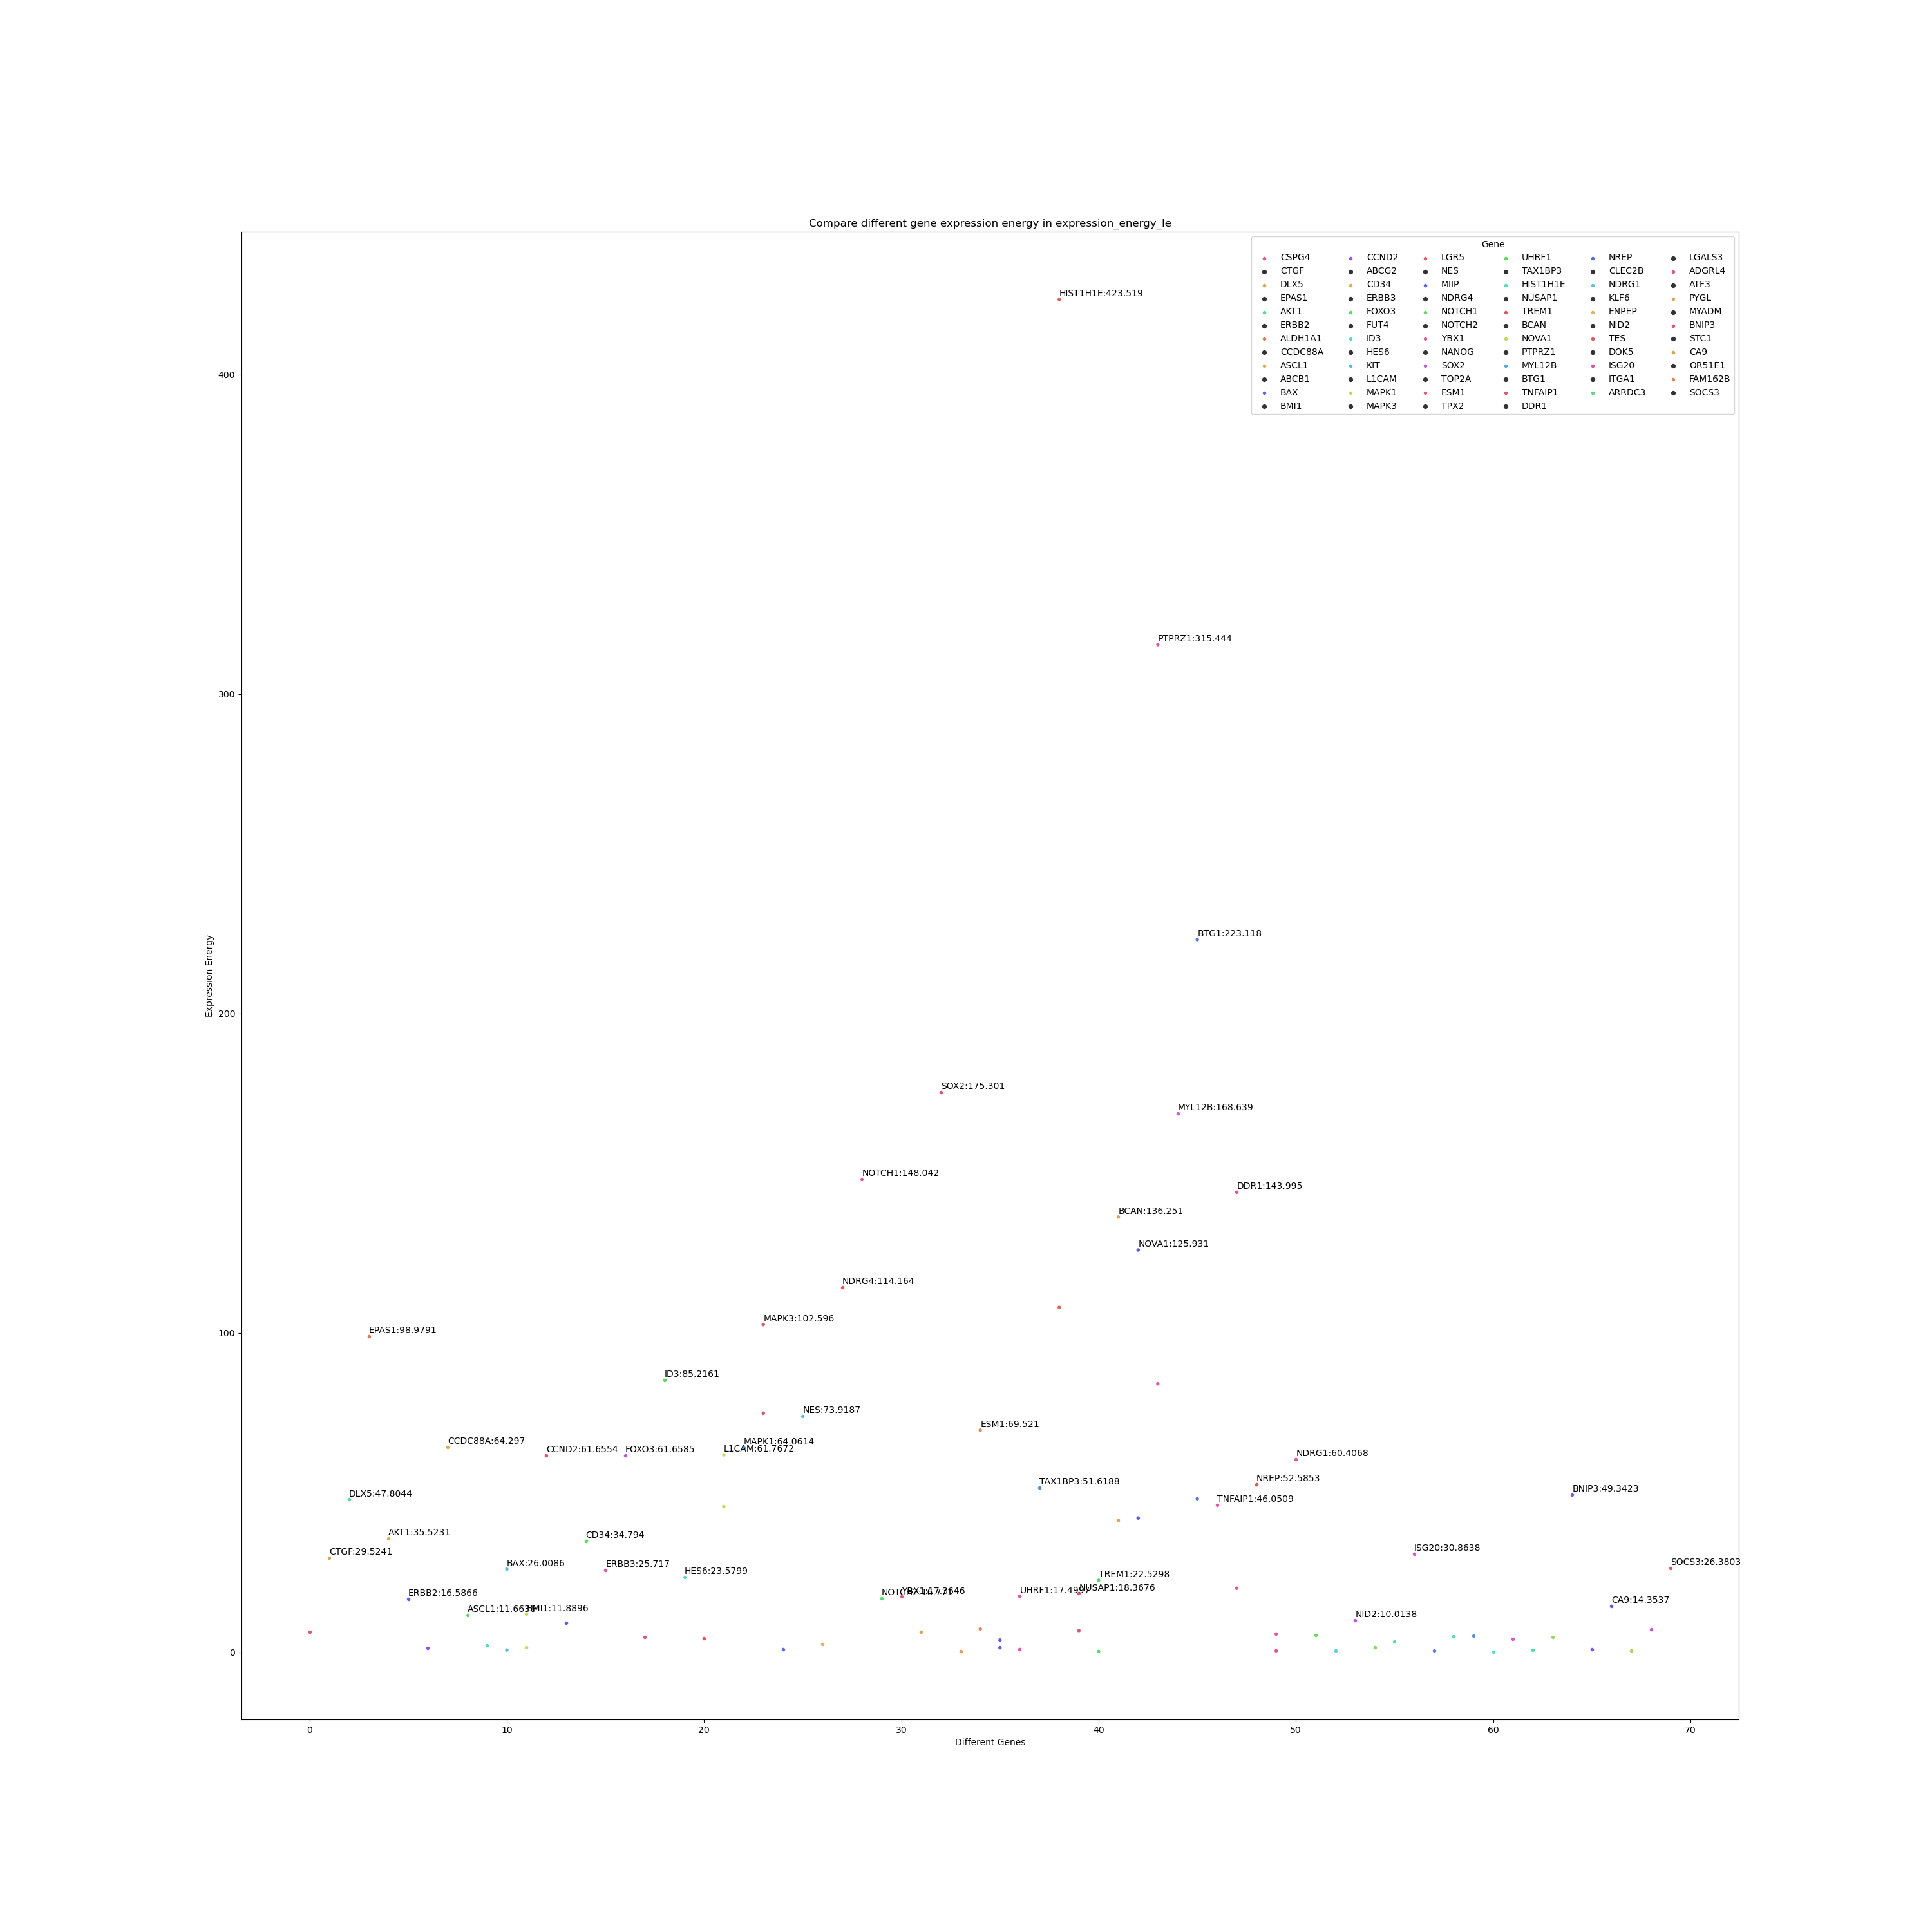 Compare different gene expression energy in expression_energy_le
Gene
CSPG4 CCND2 LGR5 UHRF1 NREP LGALS3
CTGF ABCG2 NES TAX1BP3 CLEC2B ADGRL4
DLX5 CD34 MIIP HIST1H1E NDRG1 ATF3
EPAS1 ERBB3 NDRG4 NUSAP1 KLF6 PYGL
AKT1 FOXO3 NOTCH1 TREM1 ENPEP MYADM
ERBB2 FUT4 NOTCH2 BCAN NID2 BNIP3
ALDH1A1 ID3 YBX1 NOVA1 TES STC1
CCDC88A HES6 NANOG PTPRZ1 DOK5 CA9
ASCL1 KIT SOX2 MYL12B ISG20 OR51E1
ABCB1 L1CAM TOP2A BTG1 ITGA1 FAM162B
BAX MAPK1 ESM1 TNFAIP1 ARRDC3 SOCS3
BMI1 MAPK3 TPX2 DDR1
HIST1H1E:423.519
400
PTPRZ1:315.444
300
BTG1:223.118
Expression Energy
200
SOX2:175.301
MYL12B:168.639
NOTCH1:148.042
DDR1:143.995
BCAN:136.251
NOVA1:125.931
NDRG4:114.164
MAPK3:102.596
EPAS1:98.9791
100
ID3:85.2161
NES:73.9187
ESM1:69.521
CCDC88A:64.297
MAPK1:64.0614
CCND2:61.6554 FOXO3:61.6585 L1CAM:61.7672
NDRG1:60.4068
NREP:52.5853
TAX1BP3:51.6188
BNIP3:49.3423
DLX5:47.8044
TNFAIP1:46.0509
AKT1:35.5231
CD34:34.794
ISG20:30.8638
CTGF:29.5241
BAX:26.0086 ERBB3:25.717
SOCS3:26.3803
HES6:23.5799
TREM1:22.5298
NUSAP1:18.3676
ERBB2:16.5866
CA9:14.3537
BMI1:11.8896
NID2:10.0138
0
0 10 20 30 40 50 60 70
Different Genes